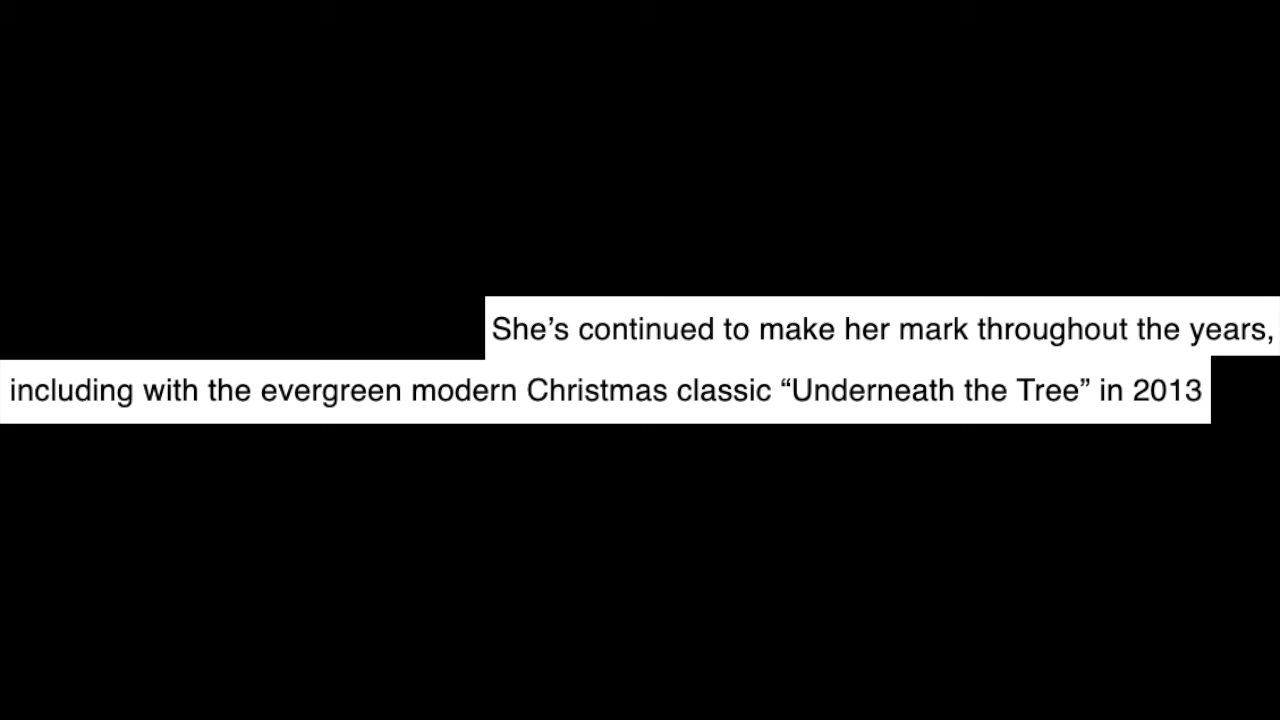 She’s continued to make her mark throughout the years,
including with the evergreen modern Christmas classic “Underneath the Tree” in 2013